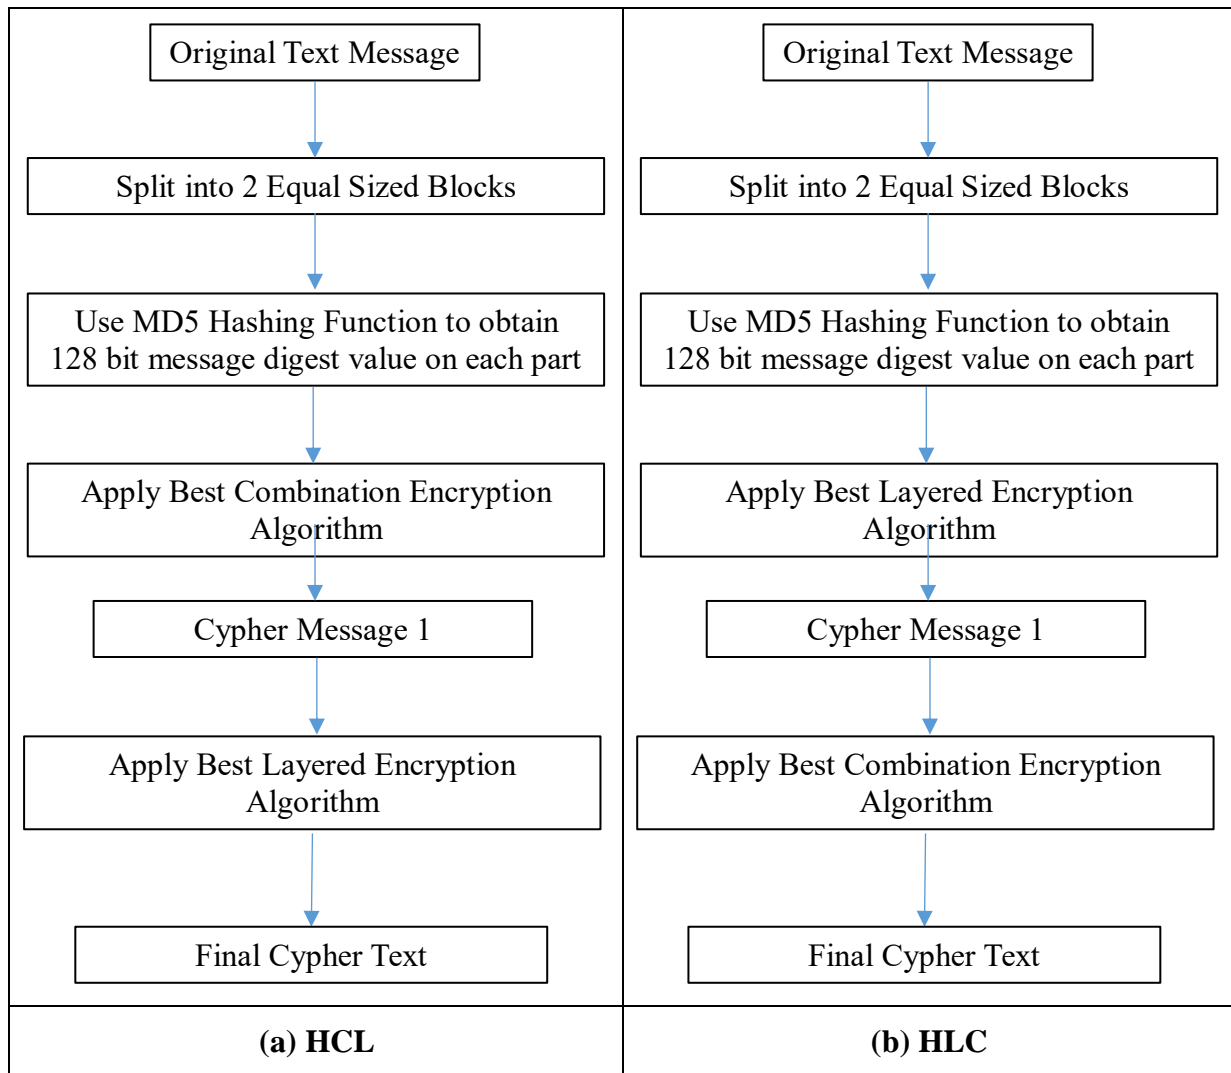 Original Text Message
Split into 2 Equal Sized Blocks
Use MD5 Hashing Function to obtain
128 bit message digest value on each part
Apply Best Combination Encryption
Algorithm
Cypher Message 1
Apply Best Layered Encryption
Algorithm
Final Cypher Text
(a) HCL
Original Text Message
Split into 2 Equal Sized Blocks
Use MD5 Hashing Function to obtain
128 bit message digest value on each part
Apply Best Layered Encryption
Algorithm
Cypher Message 1
Apply Best Combination Encryption
Algorithm
Final Cypher Text
(b) HLC